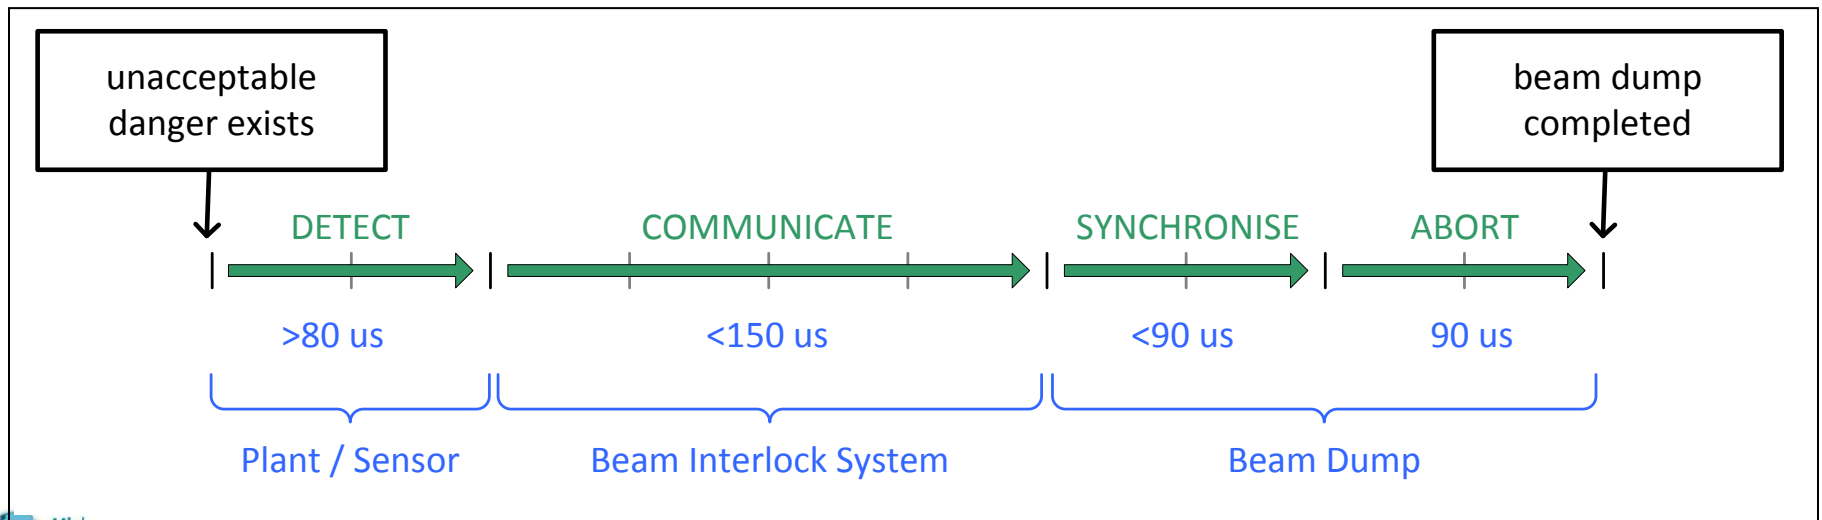 unacceptable
danger exists
beam dump
completed
DETECT
COMMUNICATE
SYNCHRONISE
ABORT
>80 us
<150 us
<90 us
90 us
Plant / Sensor
Beam Interlock System
Beam Dump